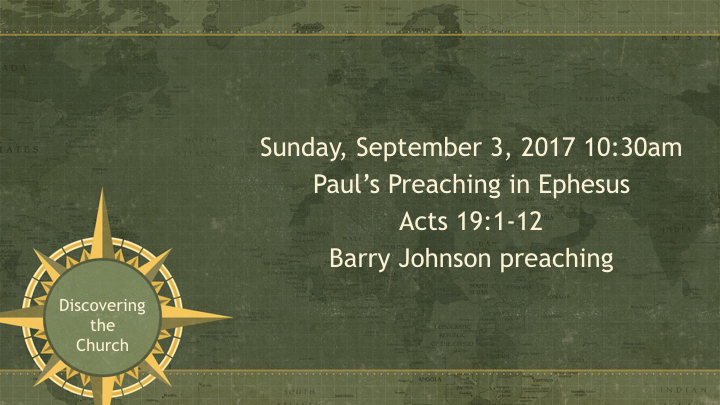 Sunday, September 3, 2017 10:30am
Paul's Preaching in Ephesus
Acts 19:1-12
Barry Johnson preaching
Discovering
the
Church